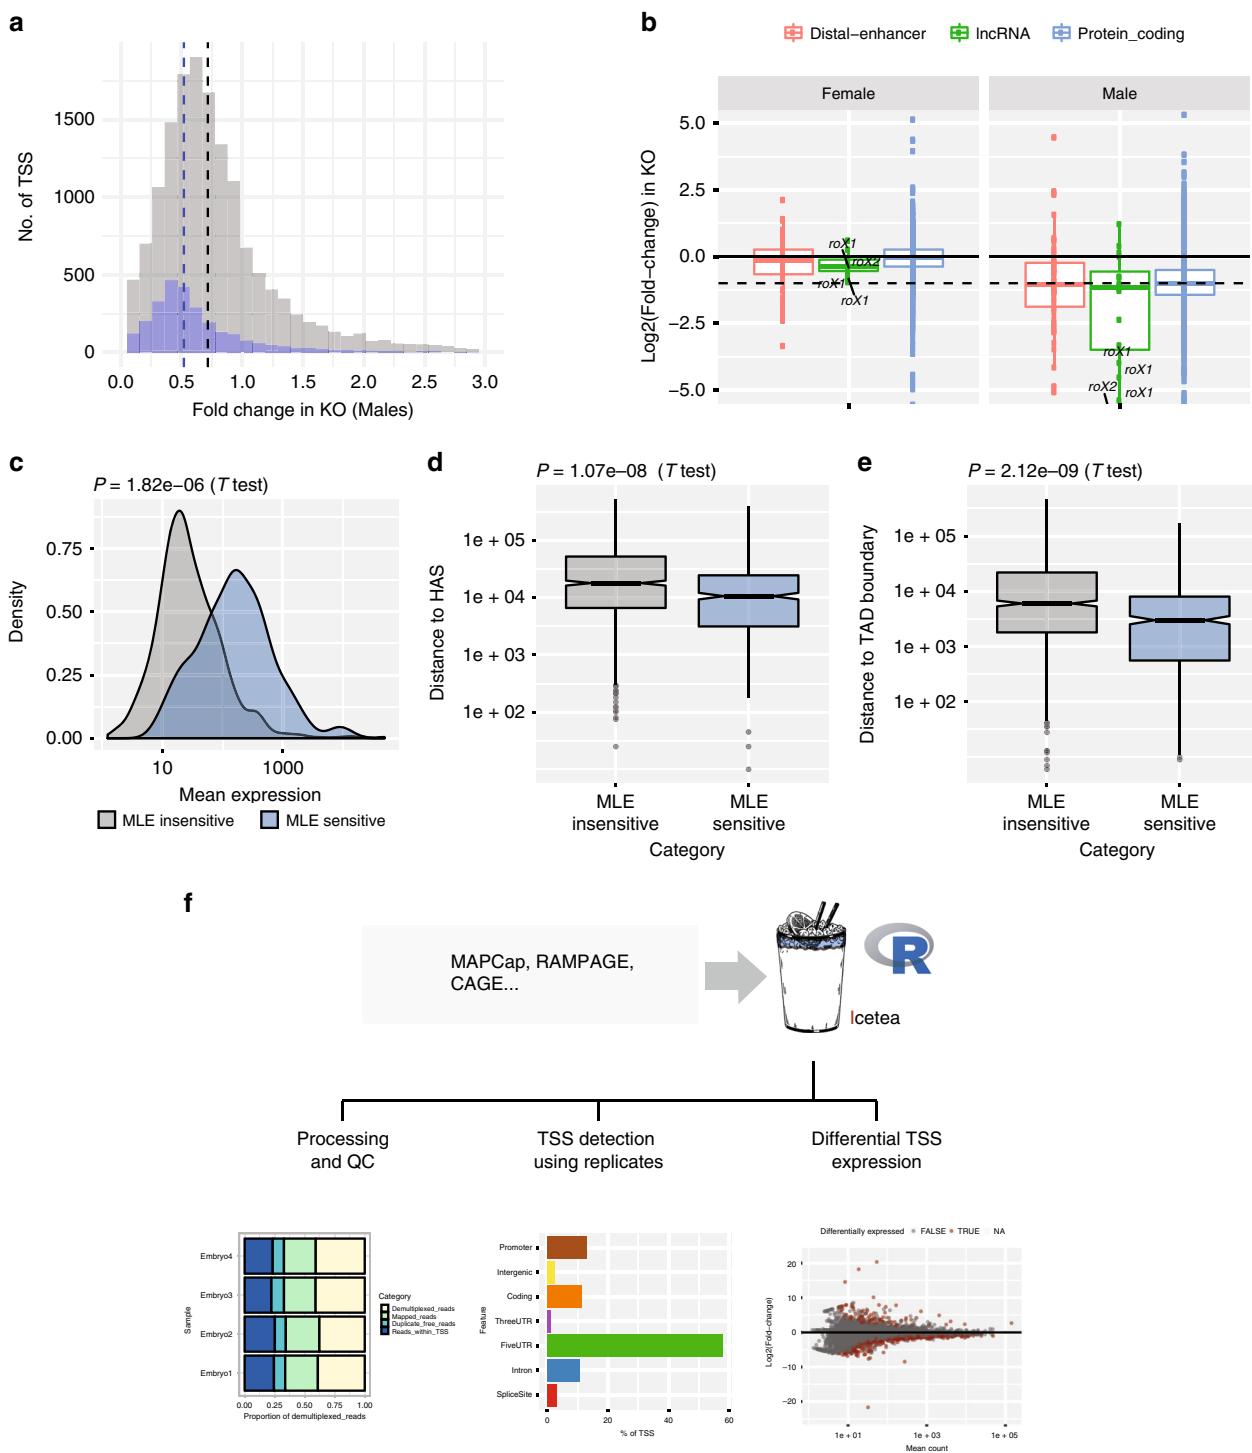 a
No. of TSS
1500
1000
500
0
0.0 0.5 1.0 1.5 2.0 2.5 3.0
Fold change in KO (Males)
b
Distal–enhancer lncRNA Protein_coding
Female Male
Log2(Fold–change) in KO
5.0
2.5
0.0
−2.5
−5.0
roX1
roX2
roX1
roX1
roX1
roX1
roX2
roX1
c
P = 1.82e−06 (T test)
Density
0.75
0.50
0.25
0.00
10 1000
Mean expression
MLE insensitive MLE sensitive
d
P = 1.07e−08 (T test)
Distance to HAS
1e + 05
1e + 04
1e + 03
1e + 02
MLE insensitive
MLE sensitive
Category
e
P = 2.12e−09 (T test)
Distance to TAD boundary
1e + 05
1e + 04
1e + 03
1e + 02
MLE insensitive
MLE sensitive
Category
f
MAPCap, RAMPAGE,
CAGE...
Icetea
R
Processing
and QC
TSS detection
using replicates
Differential TSS
expression
Sample
Embryo4
Embryo3
Embryo2
Embryo1
0.00 0.25 0.50 0.75 1.00
Proportion of demultiplexed_reads
Category
Demultiplexed_reads
Mapped_reads
Duplicate_free_reads
Reads_within_TSS
Feature
Promoter
Intergenic
Coding
ThreeUTR
FiveUTR
Intron
SpliceSite
0 20 40 60
% of TSS
Differentially expressed FALSE TRUE NA
Log2(Fold−change)
20
10
0
−10
−20
1e + 01 1e + 03 1e + 05
Mean count